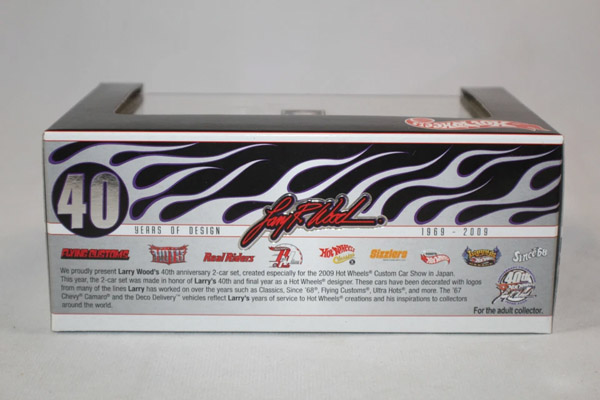 HOT WHEELS
40
Larry R. Wood
YEARS OF DESIGN
1969 - 2009
FLYING CUSTOMS
Real Riders
HOT WHEELS
Classics
Sizzlers
Since '68
We proudly present Larry Wood's 40th anniversary 2-car set, created especially for the 2009 Hot Wheels® Custom Car Show in Japan.
This year, the 2-car set was made in honor of Larry's 40th and final year as a Hot Wheels® designer. These cars have been decorated with logos
from many of the lines Larry has worked on over the years such as Classics, Since '68®, Flying Customs®, Ultra Hots®, and more. The '67
Chevy® Camaro® and the Deco Delivery™ vehicles reflect Larry's years of service to Hot Wheels® creations and his inspirations to collectors
around the world.
40th
For the adult collector.